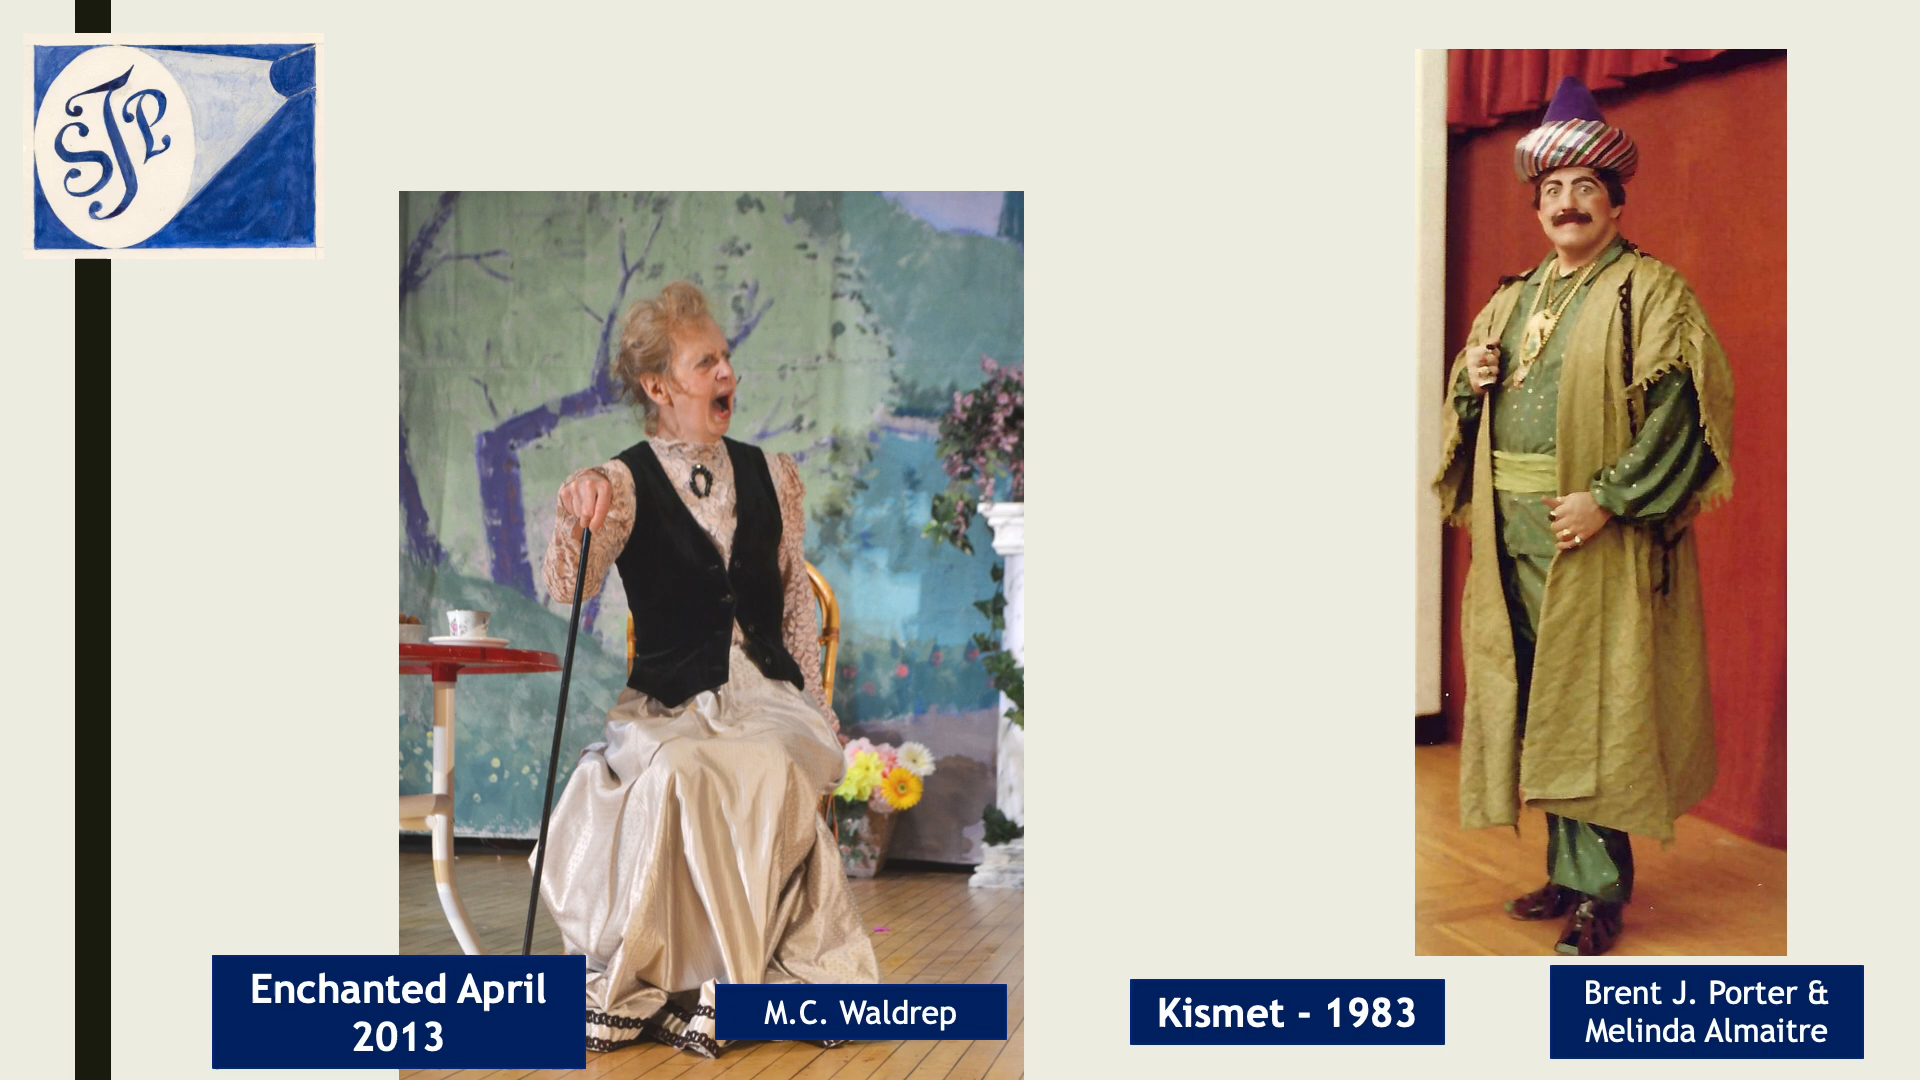 SJP
Enchanted April
2013
M.C. Waldrep
Kismet - 1983
Brent J. Porter &
Melinda Almaitre